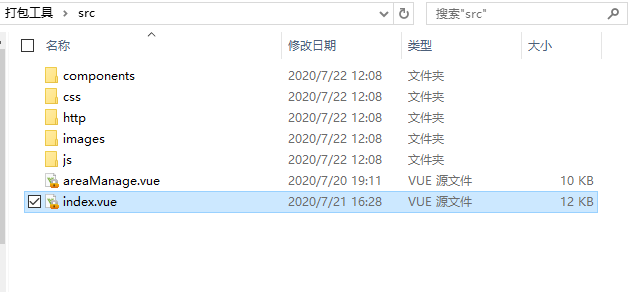 打包工具 > src 搜索"src"
名称 修改日期 类型 大小
components 2020/7/22 12:08 文件夹
css 2020/7/22 12:08 文件夹
http 2020/7/22 12:08 文件夹
images 2020/7/22 12:08 文件夹
js 2020/7/22 12:08 文件夹
areaManage.vue 2020/7/20 19:11 VUE 源文件 10 KB
index.vue 2020/7/21 16:28 VUE 源文件 12 KB